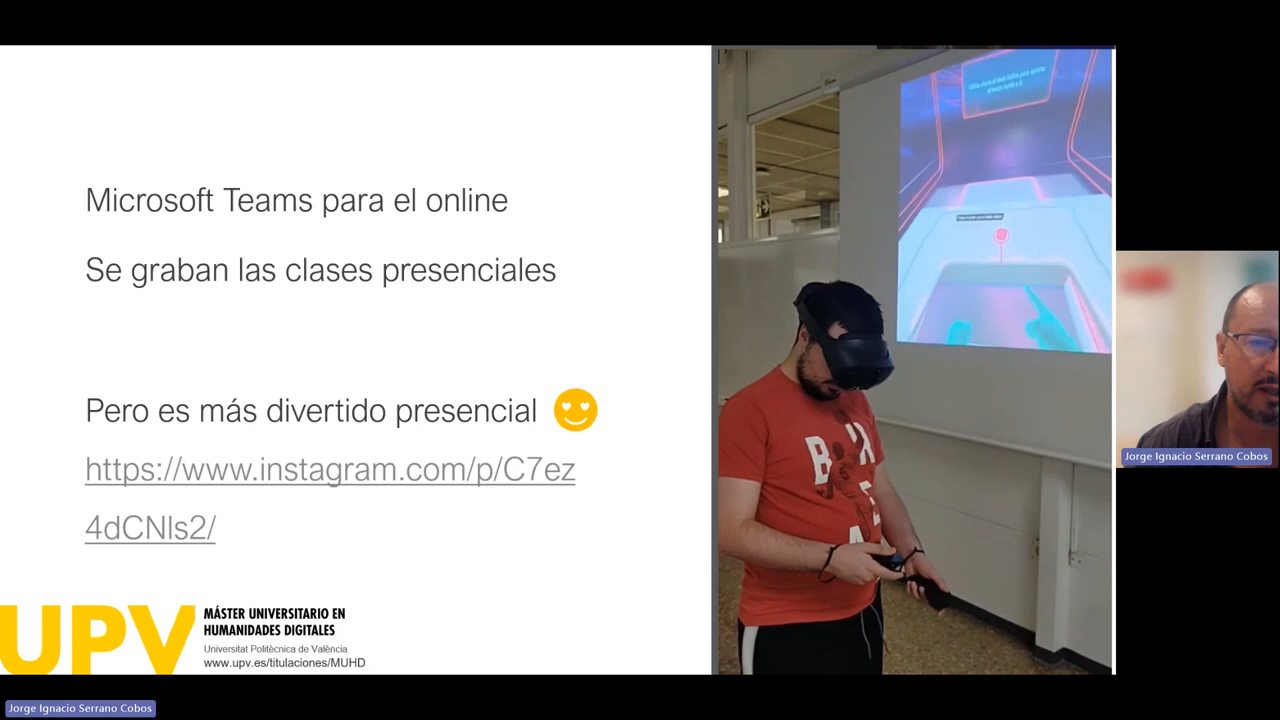 Microsoft Teams para el online
Se graban las clases presenciales
Pero es más divertido presencial
https://www.instagram.com/p/C7ez
4dCNls2/
UPV
MÁSTER UNIVERSITARIO EN
HUMANIDADES DIGITALES
Universitat Politècnica de València
www.upv.es/titulaciones/MUHD
Jorge Ignacio Serrano Cobos
Jorge Ignacio Serrano Cobos